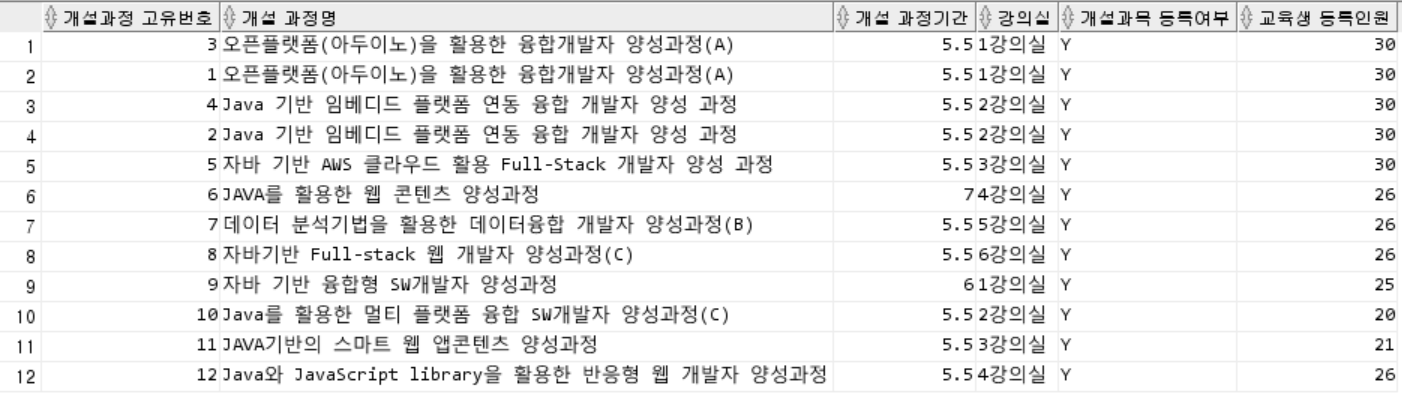 개설과정 고유번호 개설 과정명 개설 과정기간 강의실 개설과목 등록여부 교육생 등록인원
1 3 오픈플랫폼(아두이노)을 활용한 융합개발자 양성과정(A) 5.5 1강의실 Y 30
2 1 오픈플랫폼(아두이노)을 활용한 융합개발자 양성과정(A) 5.5 1강의실 Y 30
3 4 Java 기반 임베디드 플랫폼 연동 융합 개발자 양성 과정 5.5 2강의실 Y 30
4 2 Java 기반 임베디드 플랫폼 연동 융합 개발자 양성 과정 5.5 2강의실 Y 30
5 5 자바 기반 AWS 클라우드 활용 Full-Stack 개발자 양성 과정 5.5 3강의실 Y 30
6 6 JAVA를 활용한 웹 콘텐츠 양성과정 7 4강의실 Y 26
7 7 데이터 분석기법을 활용한 데이터융합 개발자 양성과정(B) 5.5 5강의실 Y 26
8 8 자바기반 Full-stack 웹 개발자 양성과정(C) 5.5 6강의실 Y 26
9 9 자바 기반 융합형 SW개발자 양성과정 6 1강의실 Y 25
10 10 Java를 활용한 멀티 플랫폼 융합 SW개발자 양성과정(C) 5.5 2강의실 Y 20
11 11 JAVA기반의 스마트 웹 앱콘텐츠 양성과정 5.5 3강의실 Y 21
12 12 Java와 JavaScript library을 활용한 반응형 웹 개발자 양성과정 5.5 4강의실 Y 26